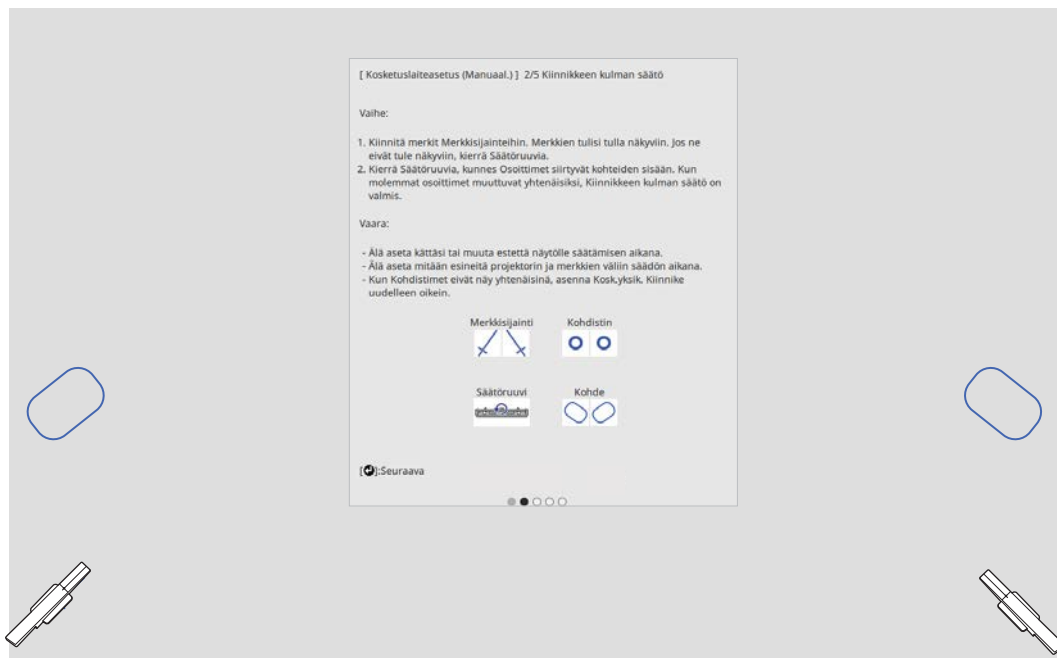 [ Kosketuslaiteasetus (Manuaal.) ] 2/5 Kiinnikkeen kulman säätö
Vaihe:
1. Kiinnitä merkit Merkkisijainteihin. Merkkien tulisi tulla näkyviin. Jos ne
eivät tule näkyviin, kierrä Säätöruuvia.
2. Kierrä Säätöruuvia, kunnes Osoittimet siirtyvät kohteiden sisään. Kun
molemmat osoittimet muuttuvat yhtenäisiksi, Kiinnikkeen kulman säätö on
valmis.
Vaara:
- Älä aseta kättäsi tai muuta estettä näytölle säätämisen aikana.
- Älä aseta mitään esineitä projektorin ja merkkien väliin säädön aikana.
- Kun Kohdistimet eivät näy yhtenäisinä, asenna Kosk.yksik. Kiinnike
uudelleen oikein.
Merkkisijainti Kohdistin
Säätöruuvi Kohde
[ ]:Seuraava